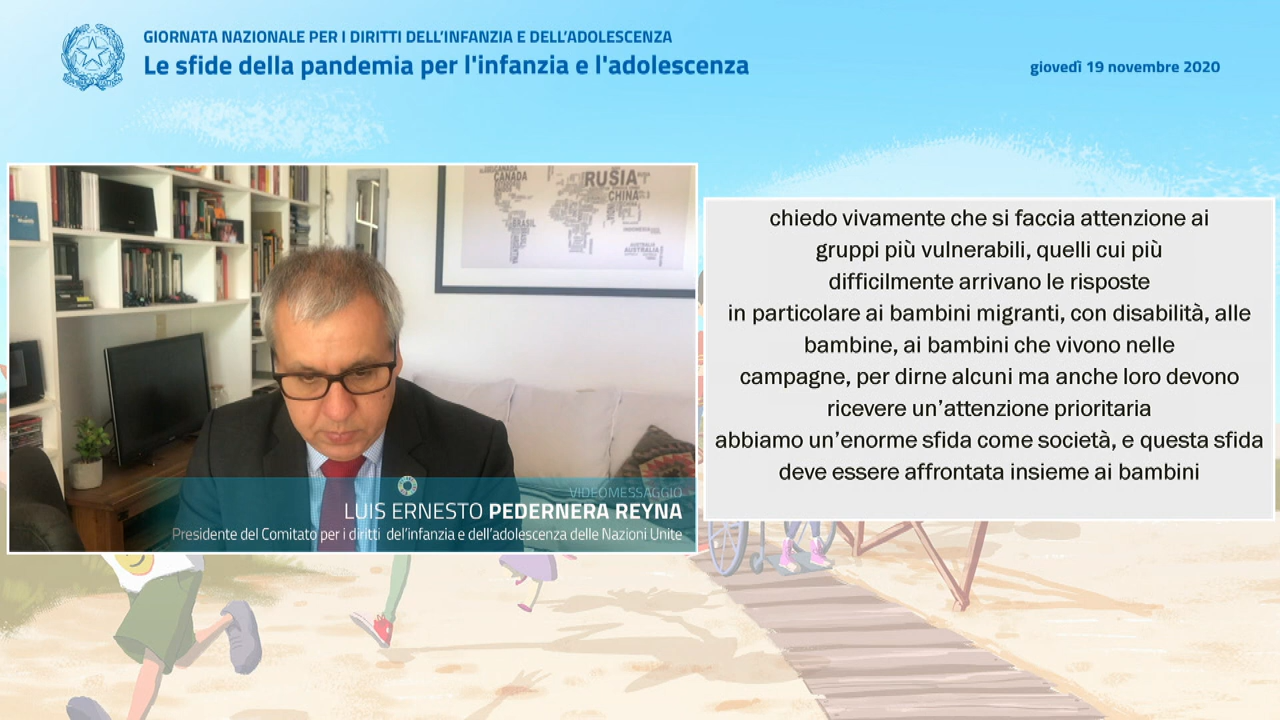 GIORNATA NAZIONALE PER I DIRITTI DELL'INFANZIA E DELL'ADOLESCENZA
Le sfide della pandemia per l'infanzia e l'adolescenza
giovedì 19 novembre 2020
CANADA
RUSIA
CHINA
BRASIL
INDONESIA
AUSTRALIA
chiedo vivamente che si faccia attenzione ai
gruppi più vulnerabili, quelli cui più
difficilmente arrivano le risposte
in particolare ai bambini migranti, con disabilità, alle
bambine, ai bambini che vivono nelle
campagne, per dirne alcuni ma anche loro devono
ricevere un'attenzione prioritaria
abbiamo un'enorme sfida come società, e questa sfida
deve essere affrontata insieme ai bambini
VIDEOMESSAGGIO
LUIS ERNESTO PEDERNERA REYNA
Presidente del Comitato per i diritti del'infanzia e dell'adolescenza delle Nazioni Unite